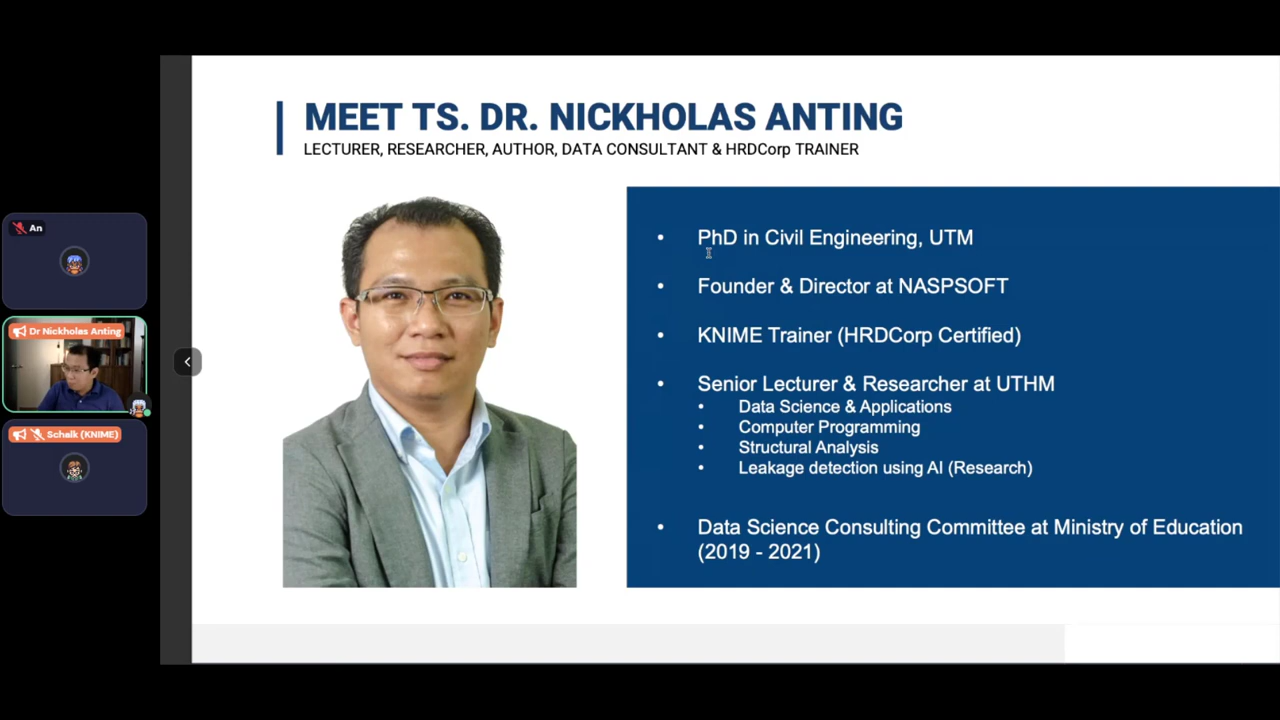 MEET TS. DR. NICKHOLAS ANTING
LECTURER, RESEARCHER, AUTHOR, DATA CONSULTANT & HRDCorp TRAINER
An
Dr Nickholas Anting
Schaik (KNIME)
• PhD in Civil Engineering, UTM
• Founder & Director at NASPSOFT
• KNIME Trainer (HRDCorp Certified)
• Senior Lecturer & Researcher at UTHM
• Data Science & Applications
• Computer Programming
• Structural Analysis
• Leakage detection using AI (Research)
• Data Science Consulting Committee at Ministry of Education
(2019 - 2021)